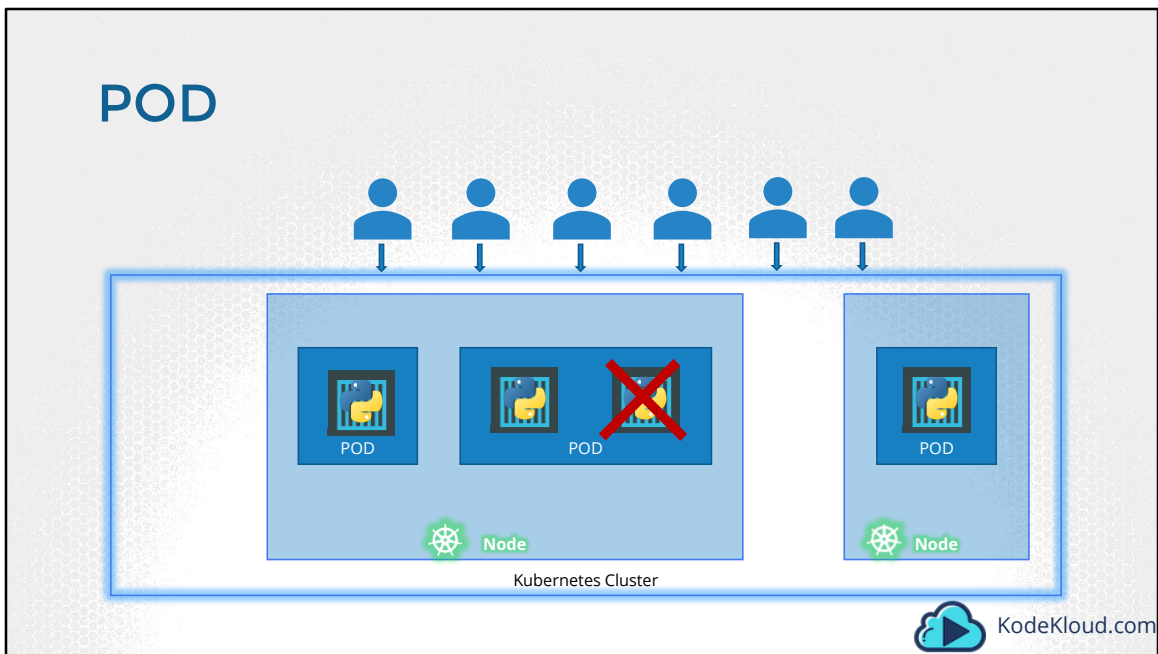 POD
POD
POD
POD
Node
Node
Kubernetes Cluster
KodeKloud.com